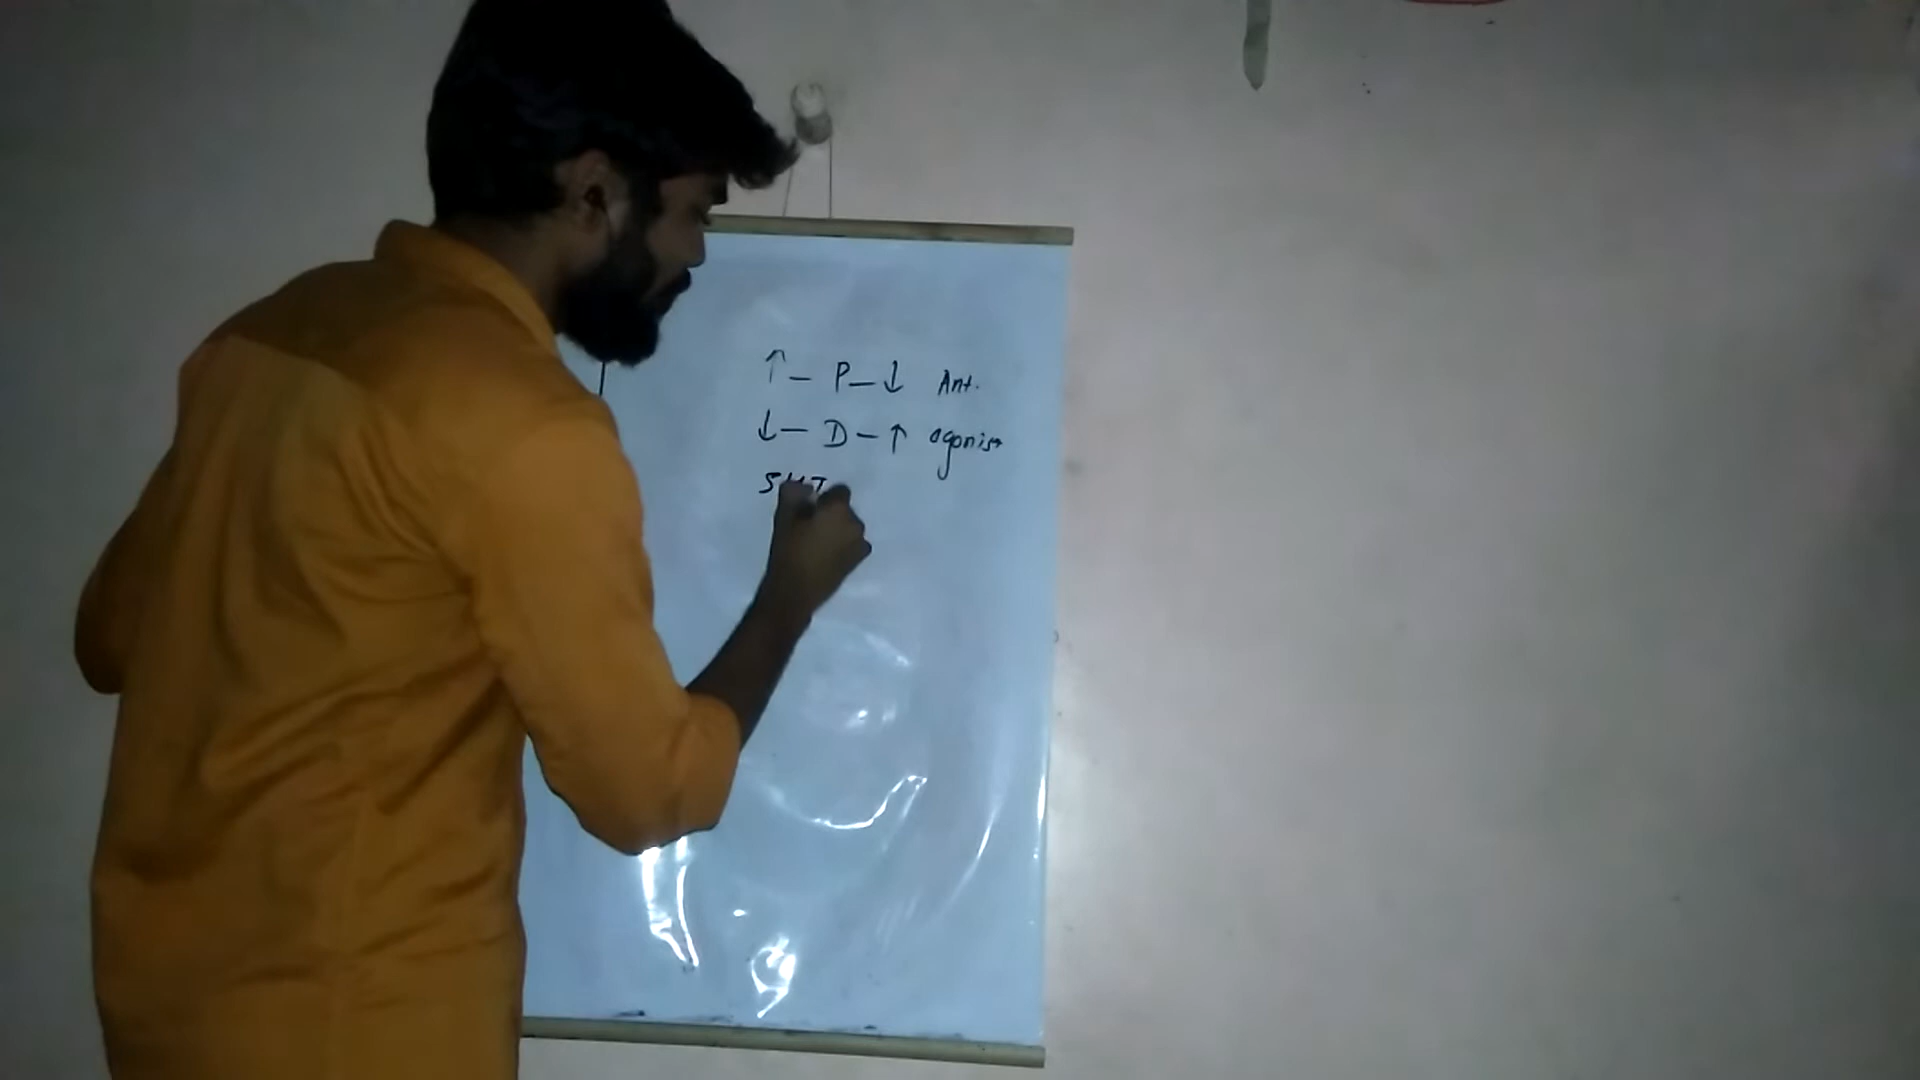 ↑ – P – ↓ Ant.
↓ – D – ↑ agonist
5HT